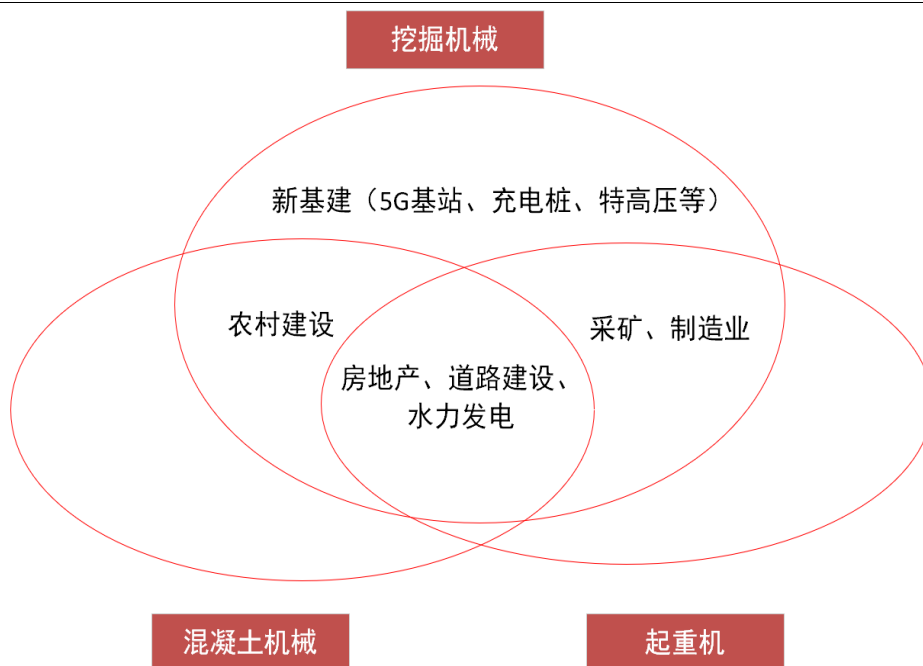 挖掘机械
新基建（5G基站、充电桩、特高压等）
农村建设
采矿、制造业
房地产、道路建设、
水力发电
混凝土机械
起重机